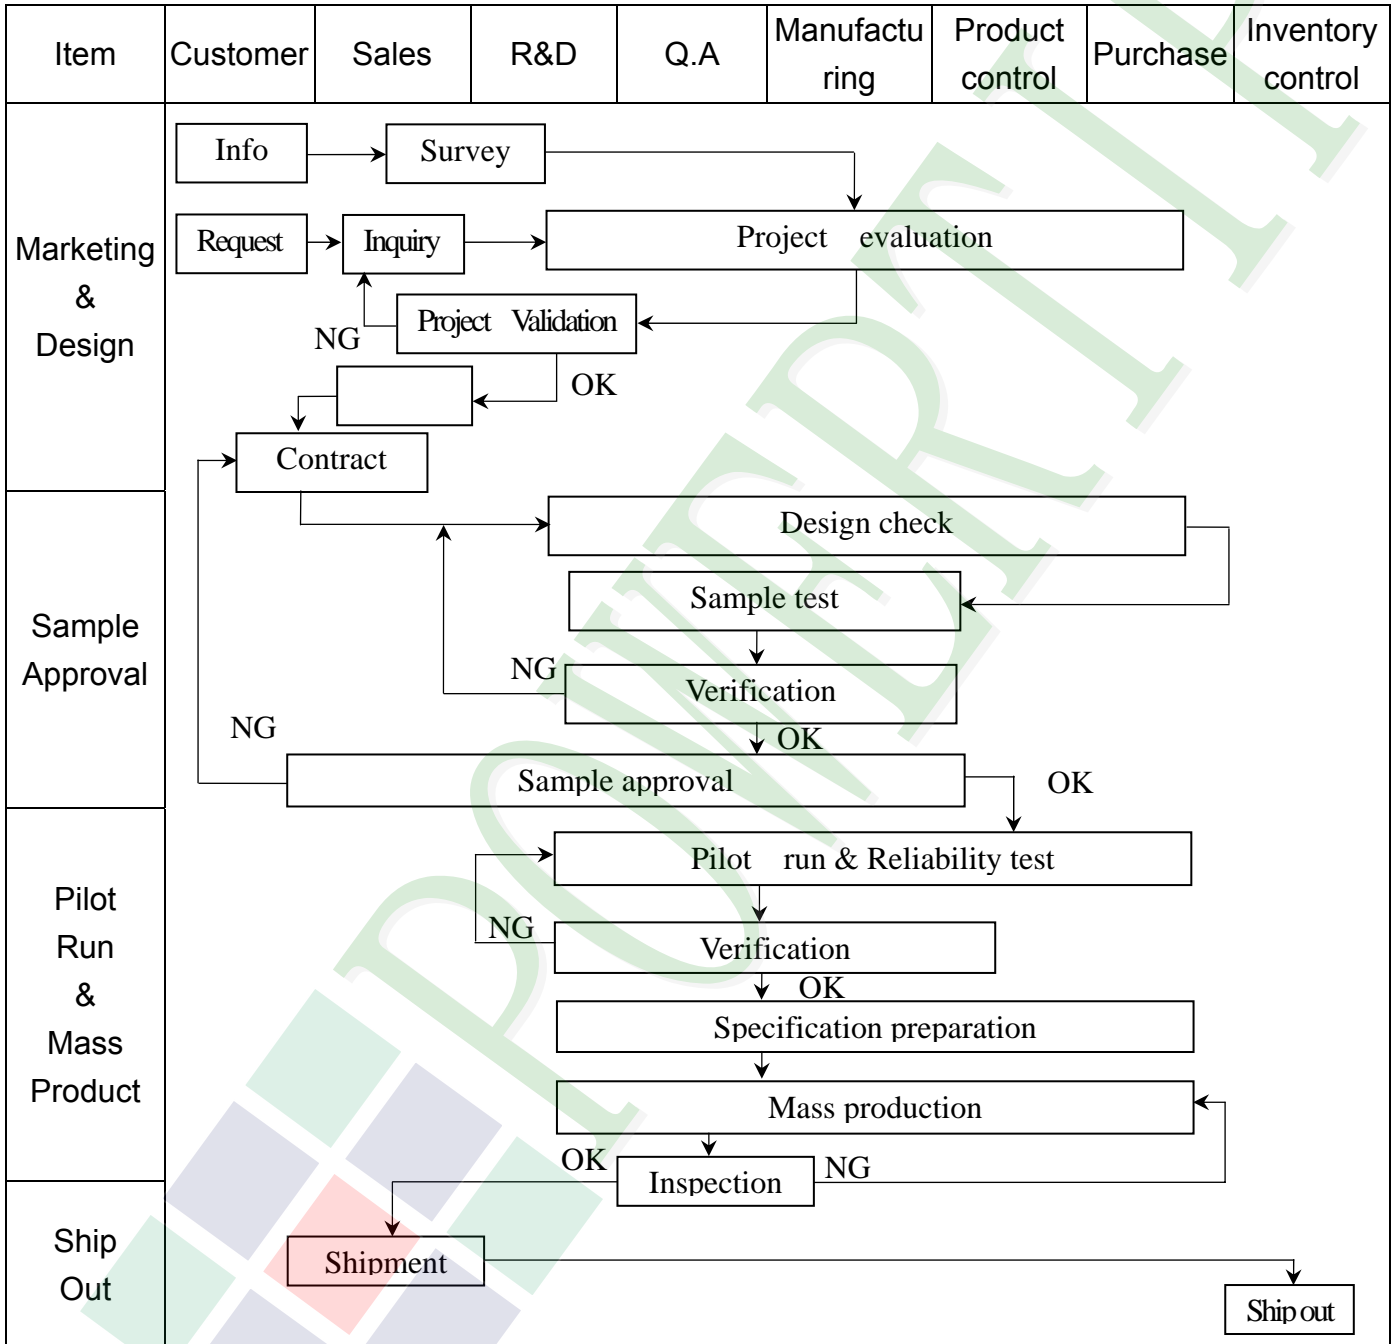 Item
Customer
Sales
R&D
Q.A
Manufactu
ring
Product
control
Purchase
Inventory
control
Marketing
&
Design
Info
Survey
Request
Inquiry
Project evaluation
Project Validation
NG
OK
Contract
Sample
Approval
Design check
Sample test
NG
Verification
OK
NG
Sample approval
OK
Pilot
Run
&
Mass
Product
Pilot run & Reliability test
NG
Verification
OK
Specification preparation
Mass production
OK
Inspection
NG
Ship
Out
Shipment
Ship out
POWERTIP